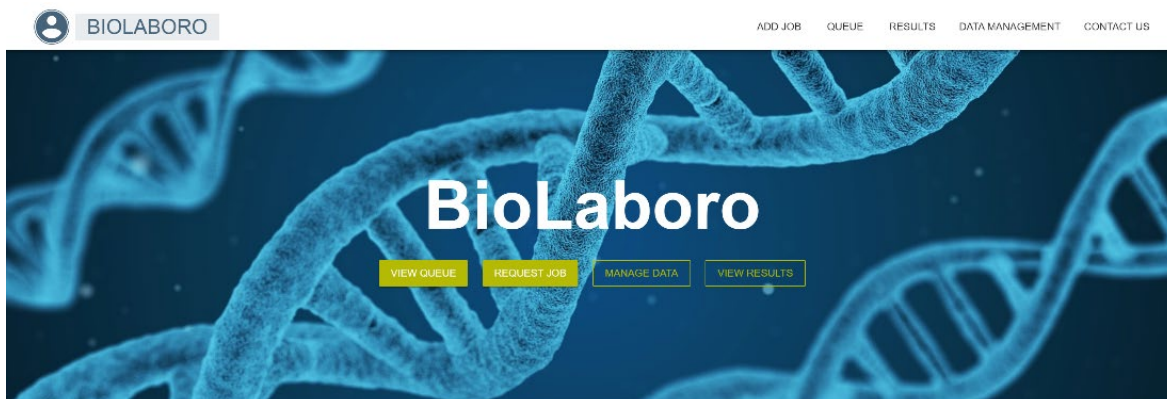 BIOLABORO
ADD JOB QUEUE RESULTS DATA MANAGEMENT CONTACT US
BioLaboro
VIEW QUEUE REQUEST JOB MANAGE DATA VIEW RESULTS